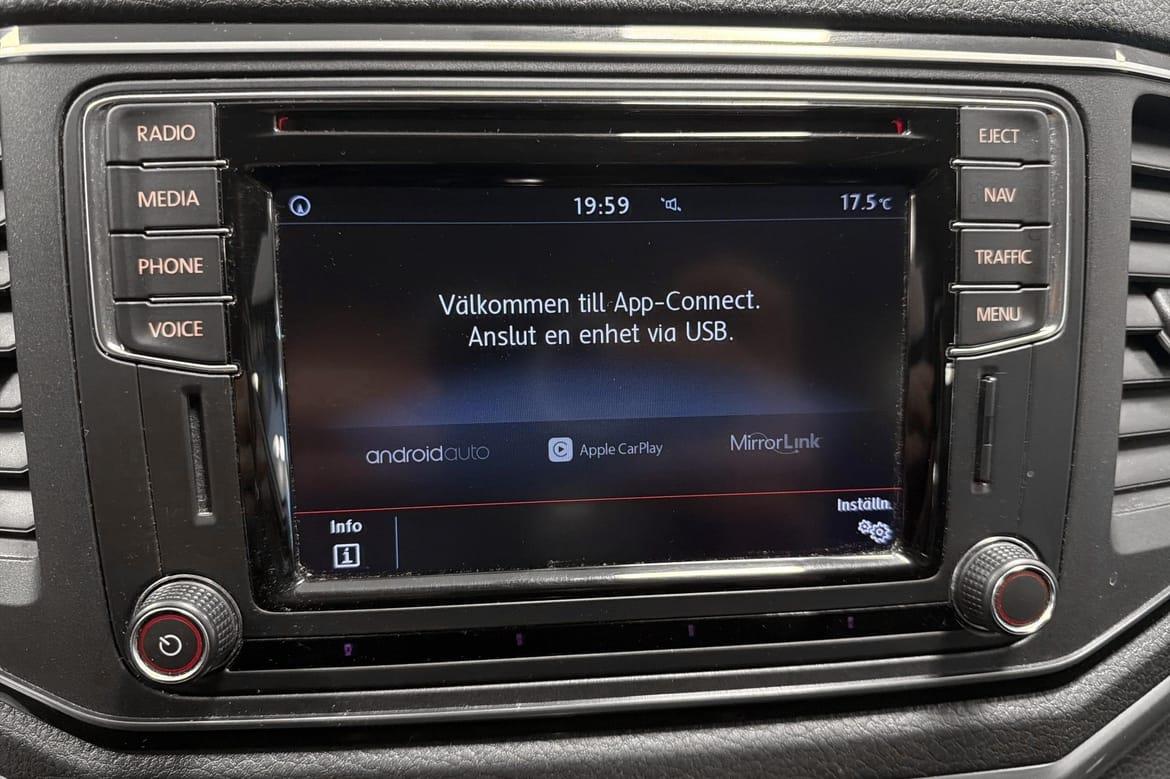 RADIO
MEDIA
PHONE
VOICE
19:59
17.5°C
Välkommen till App-Connect.
Anslut en enhet via USB.
androidauto
Apple CarPlay
MirrorLink
Info
i
Inställn.
EJECT
NAV
TRAFFIC
MENU